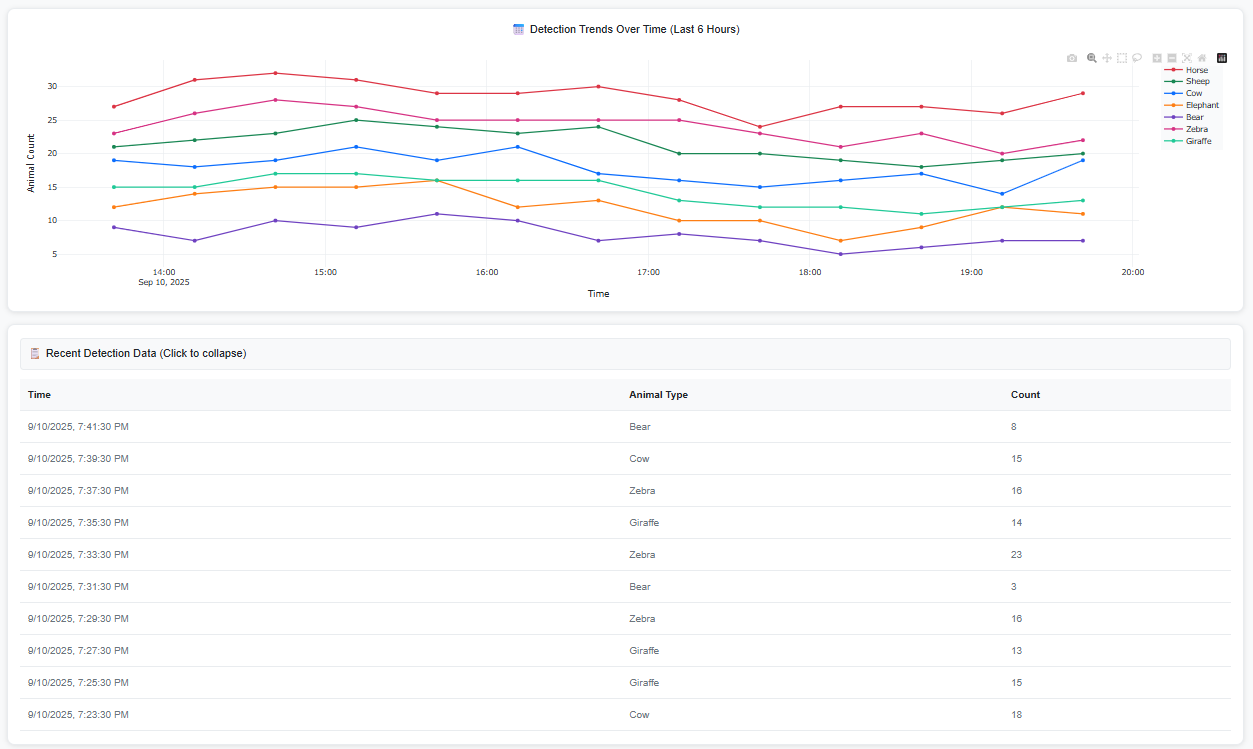 Detection Trends Over Time (Last 6 Hours)
Horse
Sheep
Cow
Elephant
Bear
Zebra
Giraffe
Animal Count
30
25
20
15
10
5
14:00 15:00 16:00 17:00 18:00 19:00 20:00
Sep 10, 2025
Time
Recent Detection Data (Click to collapse)
Time Animal Type Count
9/10/2025, 7:41:30 PM Bear 8
9/10/2025, 7:39:30 PM Cow 15
9/10/2025, 7:37:30 PM Zebra 16
9/10/2025, 7:35:30 PM Giraffe 14
9/10/2025, 7:33:30 PM Zebra 23
9/10/2025, 7:31:30 PM Bear 3
9/10/2025, 7:29:30 PM Zebra 16
9/10/2025, 7:27:30 PM Giraffe 13
9/10/2025, 7:25:30 PM Giraffe 15
9/10/2025, 7:23:30 PM Cow 18